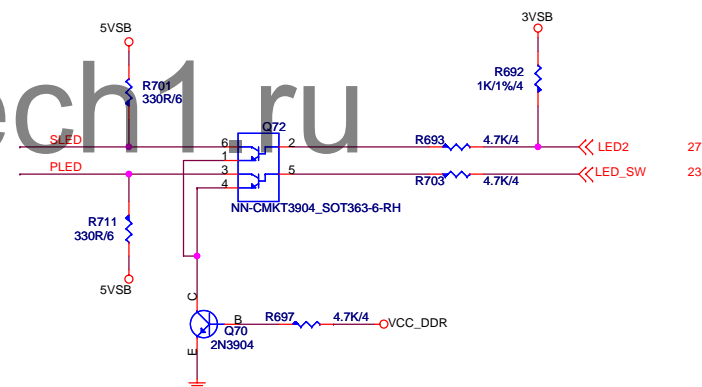 5VSB
3VSB
R701
330R/6
R692
1K/1%/4
ech1.ru
Q72
SLED
6
2
R693
4.7K/4
LED2
27
1
PLED
3
5
R703
4.7K/4
LED_SW
23
4
NN-CMKT3904_SOT363-6-RH
R711
330R/6
5VSB
C
B
R697
4.7K/4
VCC_DDR
Q70
2N3904
E